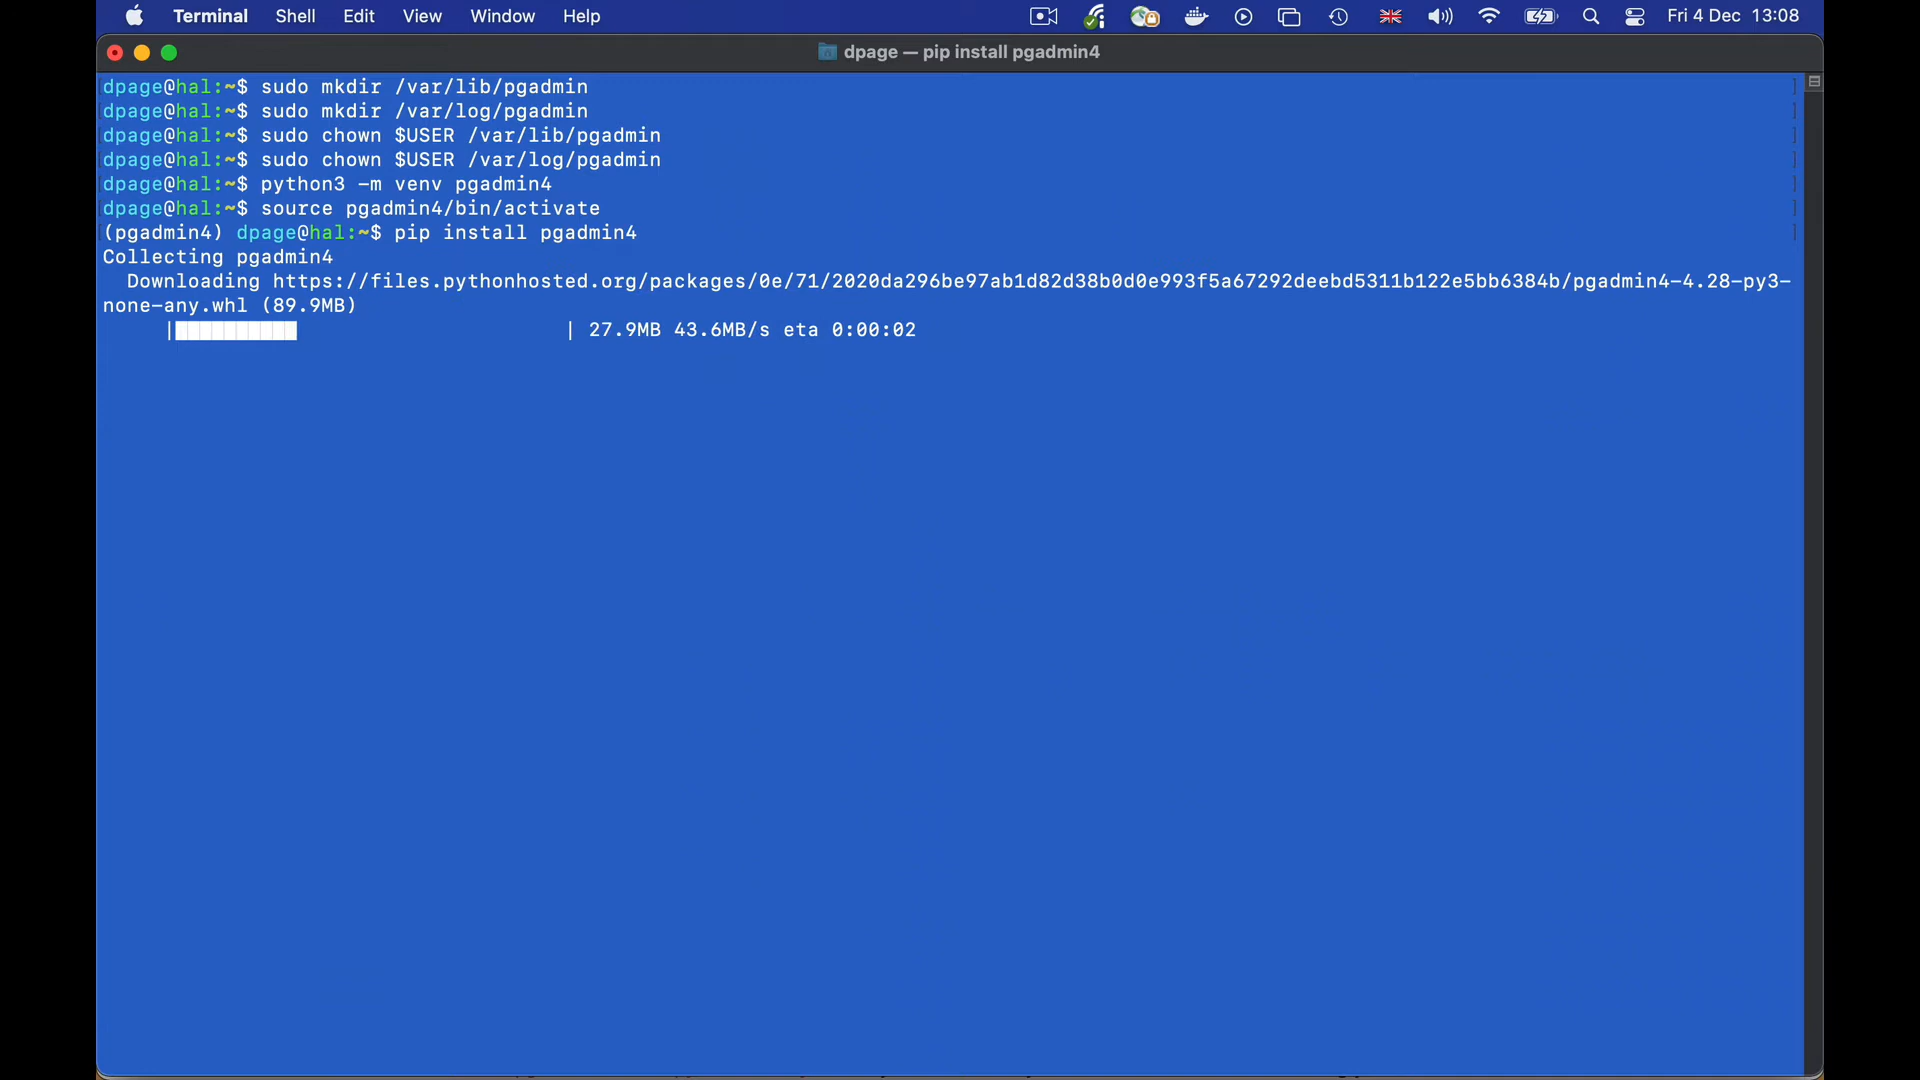 Terminal Shell Edit View Window Help Fri 4 Dec 13:08
dpage — pip install pgadmin4
dpage@hal:~$ sudo mkdir /var/lib/pgadmin
dpage@hal:~$ sudo mkdir /var/log/pgadmin
dpage@hal:~$ sudo chown $USER /var/lib/pgadmin
dpage@hal:~$ sudo chown $USER /var/log/pgadmin
dpage@hal:~$ python3 -m venv pgadmin4
dpage@hal:~$ source pgadmin4/bin/activate
(pgadmin4) dpage@hal:~$ pip install pgadmin4
Collecting pgadmin4
  Downloading https://files.pythonhosted.org/packages/0e/71/2020da296be97ab1d82d38b0d0e993f5a67292deebd5311b122e5bb6384b/pgadmin4-4.28-py3-
none-any.whl (89.9MB)
|██████████ | 27.9MB 43.6MB/s eta 0:00:02